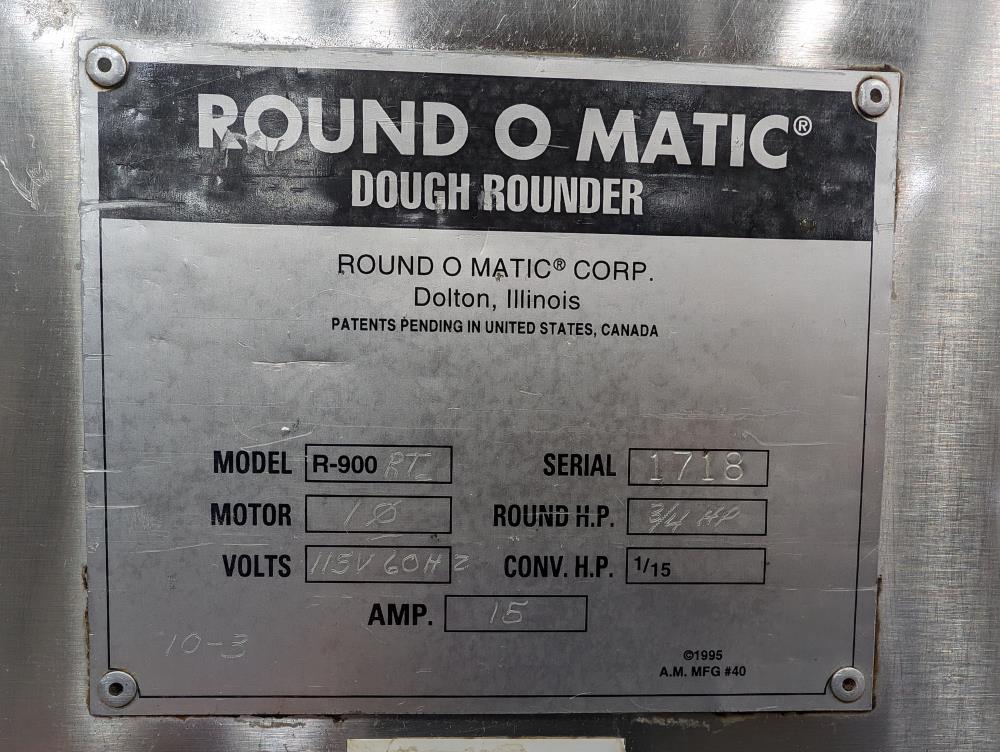 ROUND O MATIC®
DOUGH ROUNDER
ROUND O MATIC® CORP.
Dolton, Illinois
PATENTS PENDING IN UNITED STATES, CANADA
MODEL R-900 RT SERIAL 1718
MOTOR 1Ø ROUND H.P. 3/4 HP
VOLTS 115V 60HZ CONV. H.P. 1/15
AMP. 15
10-3
©1995
A.M. MFG #40